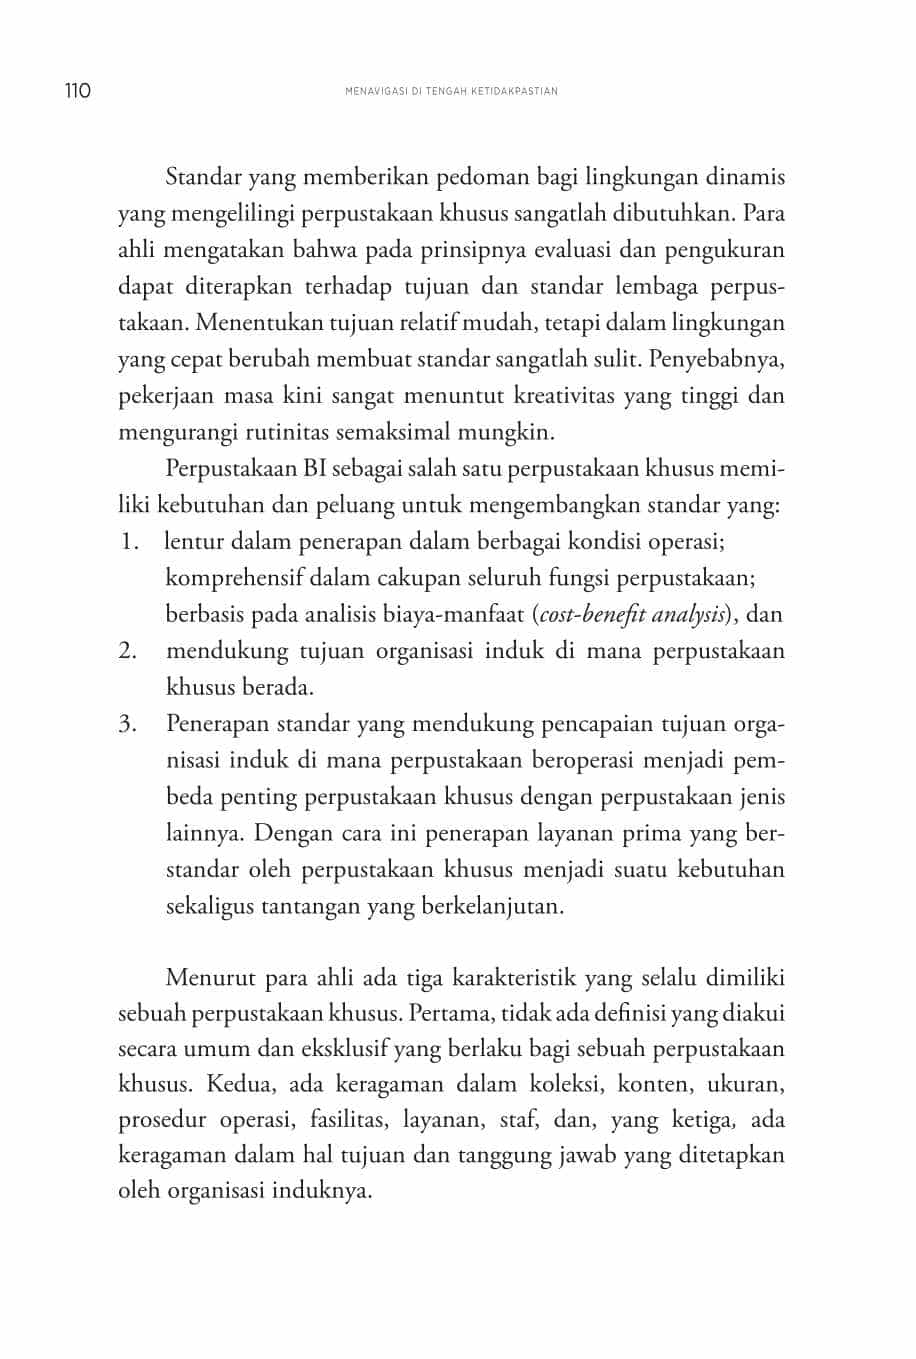 110
MENAVIGASI DI TENGAH KETIDAKPASTIAN
Standar yang memberikan pedoman bagi lingkungan dinamis
yang mengelilingi perpustakaan khusus sangatlah dibutuhkan. Para
ahli mengatakan bahwa pada prinsipnya evaluasi dan pengukuran
dapat diterapkan terhadap tujuan dan standar lembaga perpus-
takaan. Menentukan tujuan relatif mudah, tetapi dalam lingkungan
yang cepat berubah membuat standar sangatlah sulit. Penyebabnya,
pekerjaan masa kini sangat menuntut kreativitas yang tinggi dan
mengurangi rutinitas semaksimal mungkin.
Perpustakaan BI sebagai salah satu perpustakaan khusus memi-
liki kebutuhan dan peluang untuk mengembangkan standar yang:
1. lentur dalam penerapan dalam berbagai kondisi operasi;
komprehensif dalam cakupan seluruh fungsi perpustakaan;
berbasis pada analisis biaya-manfaat (cost-benefit analysis), dan
2. mendukung tujuan organisasi induk di mana perpustakaan
khusus berada.
3. Penerapan standar yang mendukung pencapaian tujuan orga-
nisasi induk di mana perpustakaan beroperasi menjadi pem-
beda penting perpustakaan khusus dengan perpustakaan jenis
lainnya. Dengan cara ini penerapan layanan prima yang ber-
standar oleh perpustakaan khusus menjadi suatu kebutuhan
sekaligus tantangan yang berkelanjutan.
Menurut para ahli ada tiga karakteristik yang selalu dimiliki
sebuah perpustakaan khusus. Pertama, tidak ada definisi yang diakui
secara umum dan eksklusif yang berlaku bagi sebuah perpustakaan
khusus. Kedua, ada keragaman dalam koleksi, konten, ukuran,
prosedur operasi, fasilitas, layanan, staf, dan, yang ketiga, ada
keragaman dalam hal tujuan dan tanggung jawab yang ditetapkan
oleh organisasi induknya.